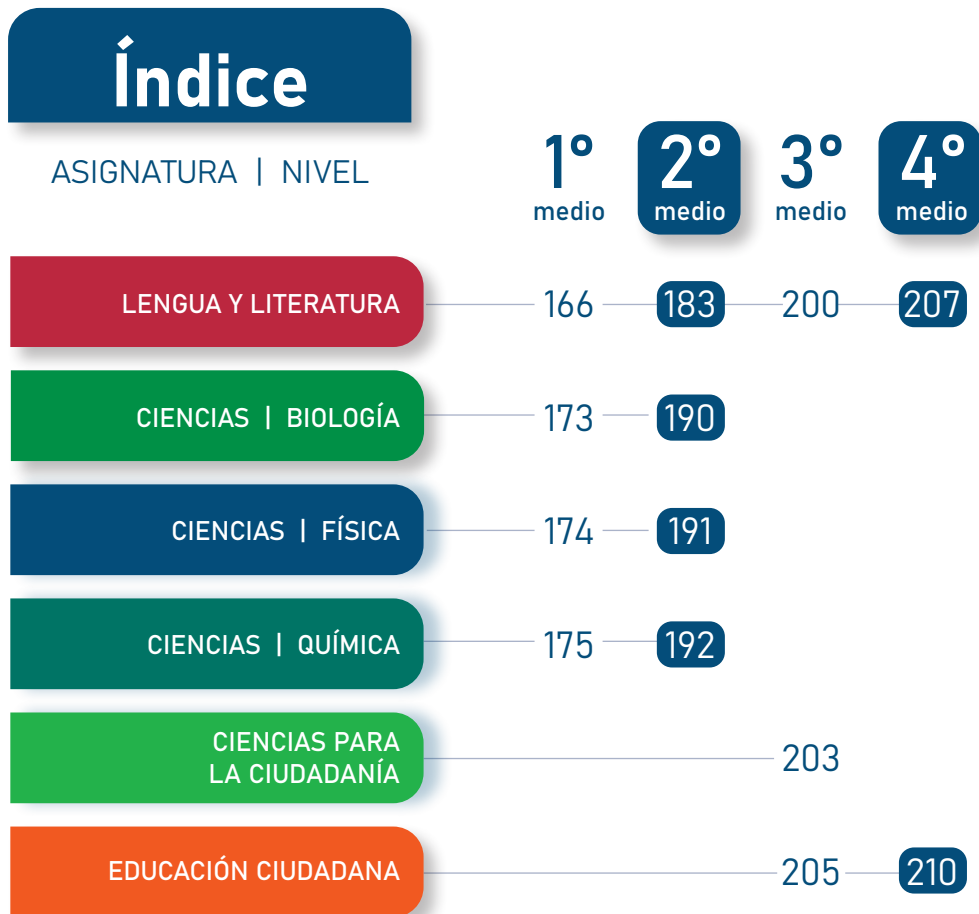 Índice
ASIGNATURA | NIVEL
1° 2° 3° 4°
medio medio medio medio
LENGUA Y LITERATURA 166 183 200 207
CIENCIAS | BIOLOGÍA 173 190
CIENCIAS | FÍSICA 174 191
CIENCIAS | QUÍMICA 175 192
CIENCIAS PARA
LA CIUDADANÍA 203
EDUCACIÓN CIUDADANA 205 210